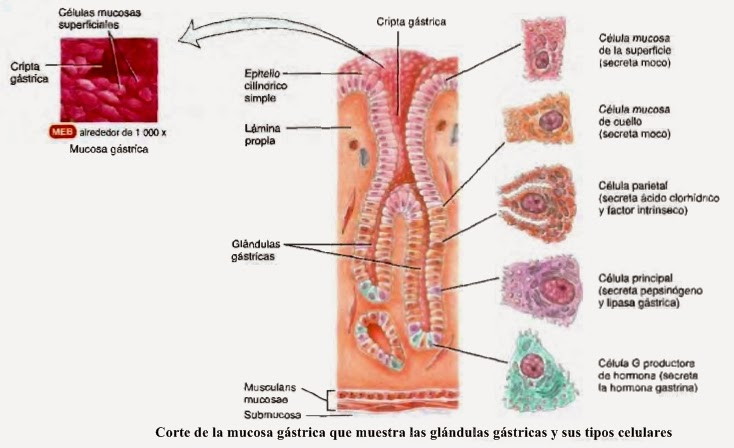 Células mucosas
superficiales
Cripta
gástrica
MEB alrededor de 1 000 x
Mucosa gástrica
Cripta gástrica
Epitelio
cilíndrico
simple
Lámina
propia
Glándulas
gástricas
Musculans
mucosae
Submucosa
Célula mucosa
de la superficie
(secreta moco)
Célula mucosa
de cuello
(secreta moco)
Célula parietal
(secreta ácido clorhídrico
y factor intrínseco)
Célula principal
(secreta pepsinógeno
y lipasa gástrica)
Célula G productora
de hormona (secreta
la hormona gastrina)
Corte de la mucosa gástrica que muestra las glándulas gástricas y sus tipos celulares